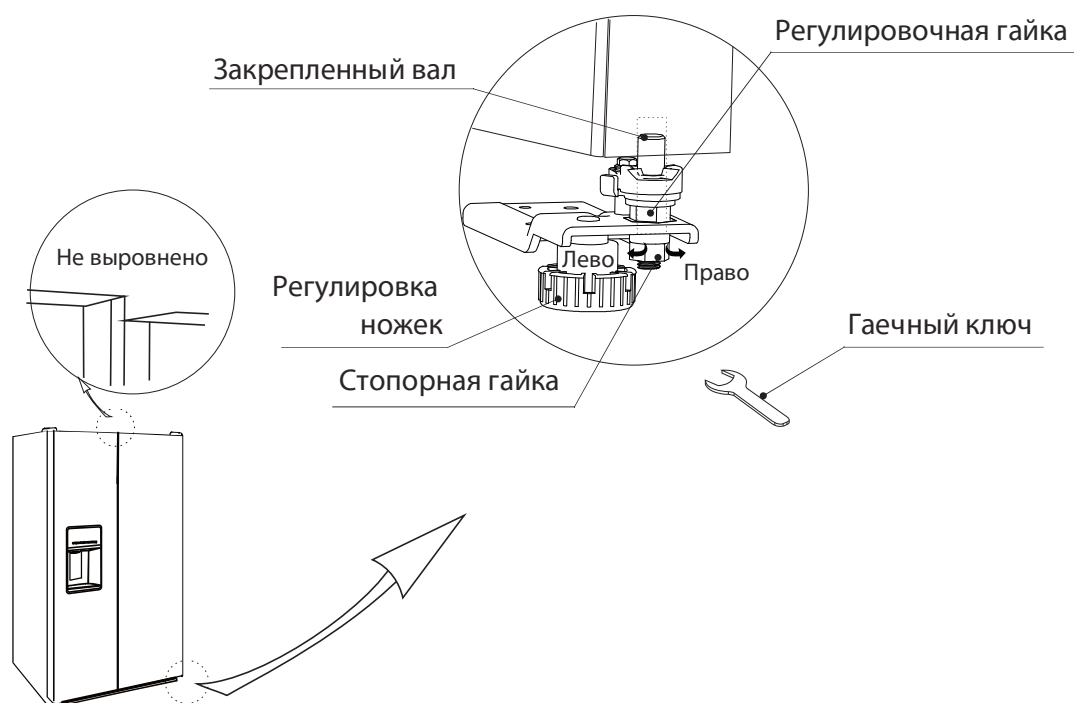 Регулировочная гайка
Закрепленный вал
Не выровнено
Лево
Право
Регулировка
ножек
Гаечный ключ
Стопорная гайка